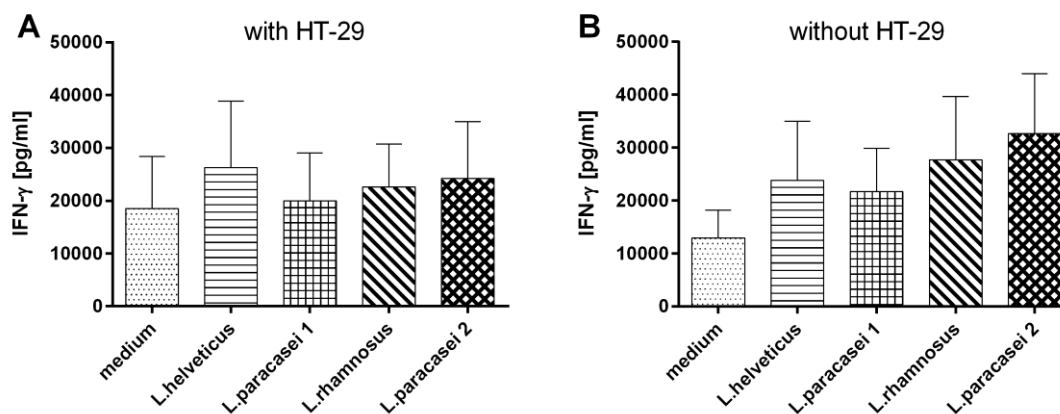 A
with HT-29
IFN-γ [pg/ml]
50000
40000
30000
20000
10000
0
medium
L.helveticus
L.paracasei 1
L.rhamnosus
L.paracasei 2
B
without HT-29
IFN-γ [pg/ml]
50000
40000
30000
20000
10000
0
medium
L.helveticus
L.paracasei 1
L.rhamnosus
L.paracasei 2